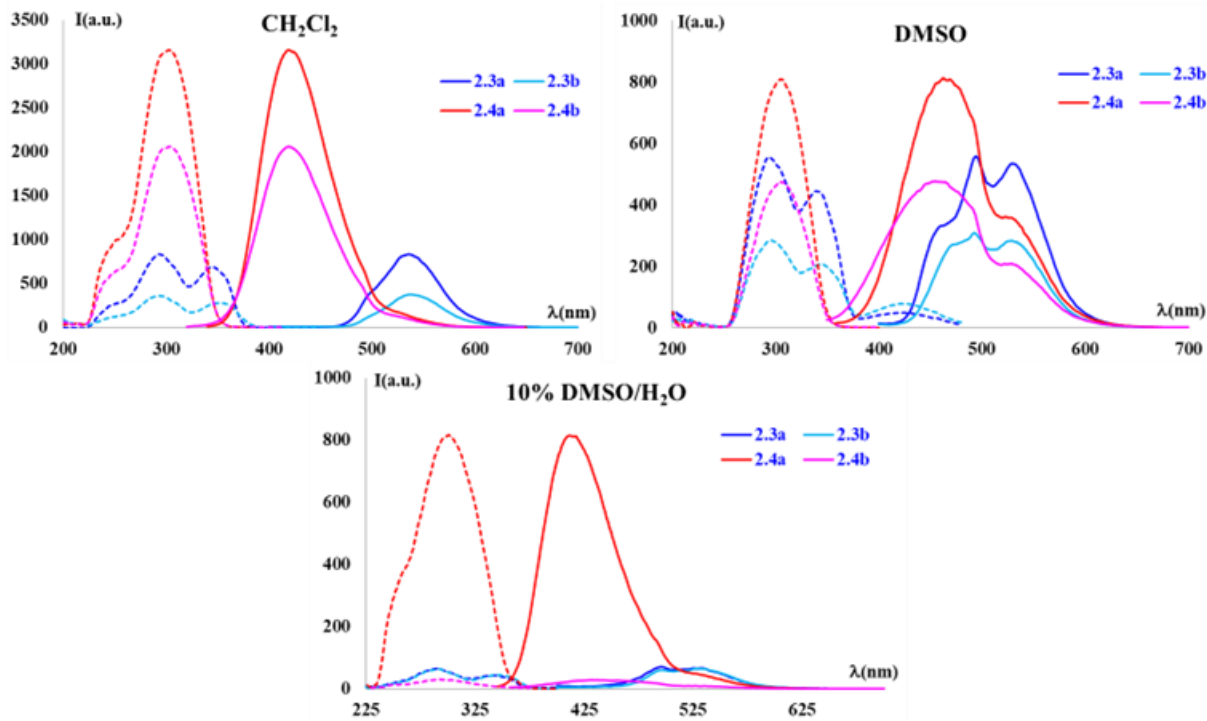 I(a.u.)
CH₂Cl₂
3500
3000
2500
2000
1500
1000
500
0
2.3a 2.3b
2.4a 2.4b
λ(nm)
200 300 400 500 600 700
I(a.u.)
DMSO
1000
800
600
400
200
0
2.3a 2.3b
2.4a 2.4b
λ(nm)
200 300 400 500 600 700
I(a.u.)
10% DMSO/H₂O
1000
800
600
400
200
0
2.3a 2.3b
2.4a 2.4b
λ(nm)
225 325 425 525 625